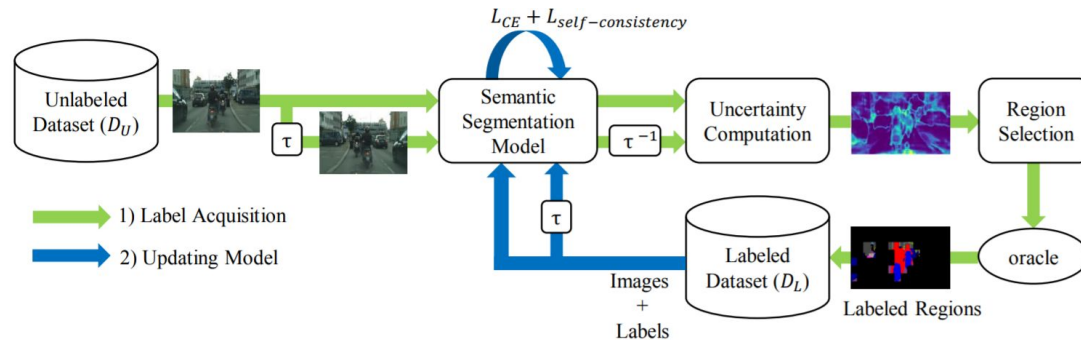 L_CE + L_self−consistency
Unlabeled
Dataset (D_U)
τ
Semantic
Segmentation
Model
τ⁻¹
Uncertainty
Computation
Region
Selection
1) Label Acquisition
2) Updating Model
τ
Images
+
Labels
Labeled
Dataset (D_L)
Labeled Regions
oracle